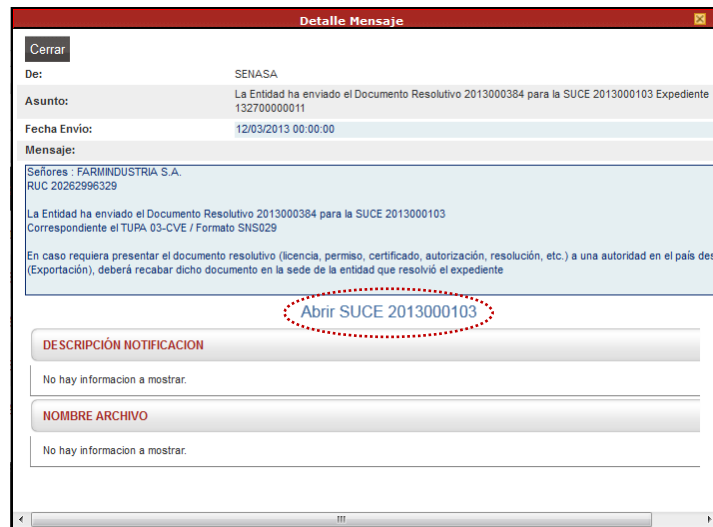 Detalle Mensaje
Cerrar
De: SENASA
Asunto: La Entidad ha enviado el Documento Resolutivo 2013000384 para la SUCE 2013000103 Expediente
132700000011
Fecha Envío: 12/03/2013 00:00:00
Mensaje:
Señores : FARMINDUSTRIA S.A.
RUC 20262996329
La Entidad ha enviado el Documento Resolutivo 2013000384 para la SUCE 2013000103
Correspondiente el TUPA 03-CVE / Formato SNS029
En caso requiera presentar el documento resolutivo (licencia, permiso, certificado, autorización, resolución, etc.) a una autoridad en el país des
(Exportación), deberá recabar dicho documento en la sede de la entidad que resolvió el expediente
Abrir SUCE 2013000103
DESCRIPCIÓN NOTIFICACION
No hay informacion a mostrar.
NOMBRE ARCHIVO
No hay informacion a mostrar.